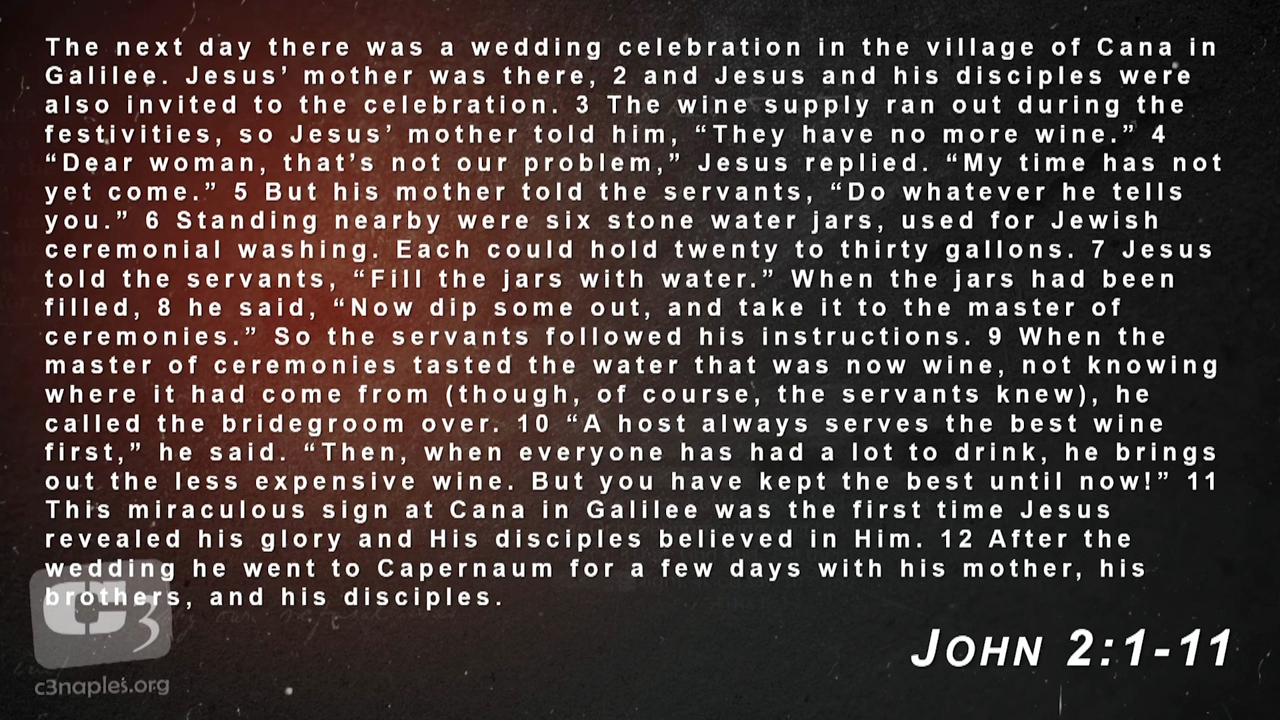 The next day there was a wedding celebration in the village of Cana in
Galilee. Jesus’ mother was there, 2 and Jesus and his disciples were
also invited to the celebration. 3 The wine supply ran out during the
festivities, so Jesus’ mother told him, “They have no more wine.” 4
“Dear woman, that’s not our problem,” Jesus replied. “My time has not
yet come.” 5 But his mother told the servants, “Do whatever he tells
you.” 6 Standing nearby were six stone water jars, used for Jewish
ceremonial washing. Each could hold twenty to thirty gallons. 7 Jesus
told the servants, “Fill the jars with water.” When the jars had been
filled, 8 he said, “Now dip some out, and take it to the master of
ceremonies.” So the servants followed his instructions. 9 When the
master of ceremonies tasted the water that was now wine, not knowing
where it had come from (though, of course, the servants knew), he
called the bridegroom over. 10 “A host always serves the best wine
first,” he said. “Then, when everyone has had a lot to drink, he brings
out the less expensive wine. But you have kept the best until now!” 11
This miraculous sign at Cana in Galilee was the first time Jesus
revealed his glory and His disciples believed in Him. 12 After the
wedding he went to Capernaum for a few days with his mother, his
brothers, and his disciples.
John 2:1-11
C3
c3naples.org